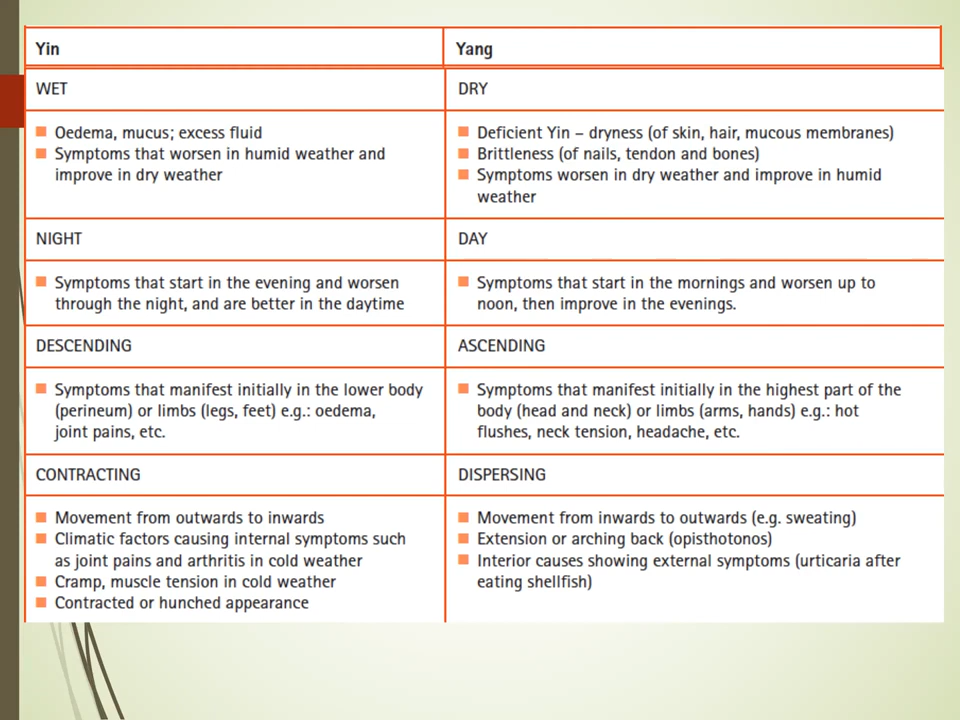 Yin
Yang
WET
DRY
Oedema, mucus; excess fluid
Symptoms that worsen in humid weather and
improve in dry weather
Deficient Yin – dryness (of skin, hair, mucous membranes)
Brittleness (of nails, tendon and bones)
Symptoms worsen in dry weather and improve in humid
weather
NIGHT
DAY
Symptoms that start in the evening and worsen
through the night, and are better in the daytime
Symptoms that start in the mornings and worsen up to
noon, then improve in the evenings.
DESCENDING
ASCENDING
Symptoms that manifest initially in the lower body
(perineum) or limbs (legs, feet) e.g.: oedema,
joint pains, etc.
Symptoms that manifest initially in the highest part of the
body (head and neck) or limbs (arms, hands) e.g.: hot
flushes, neck tension, headache, etc.
CONTRACTING
DISPERSING
Movement from outwards to inwards
Climatic factors causing internal symptoms such
as joint pains and arthritis in cold weather
Cramp, muscle tension in cold weather
Contracted or hunched appearance
Movement from inwards to outwards (e.g. sweating)
Extension or arching back (opisthotonos)
Interior causes showing external symptoms (urticaria after
eating shellfish)